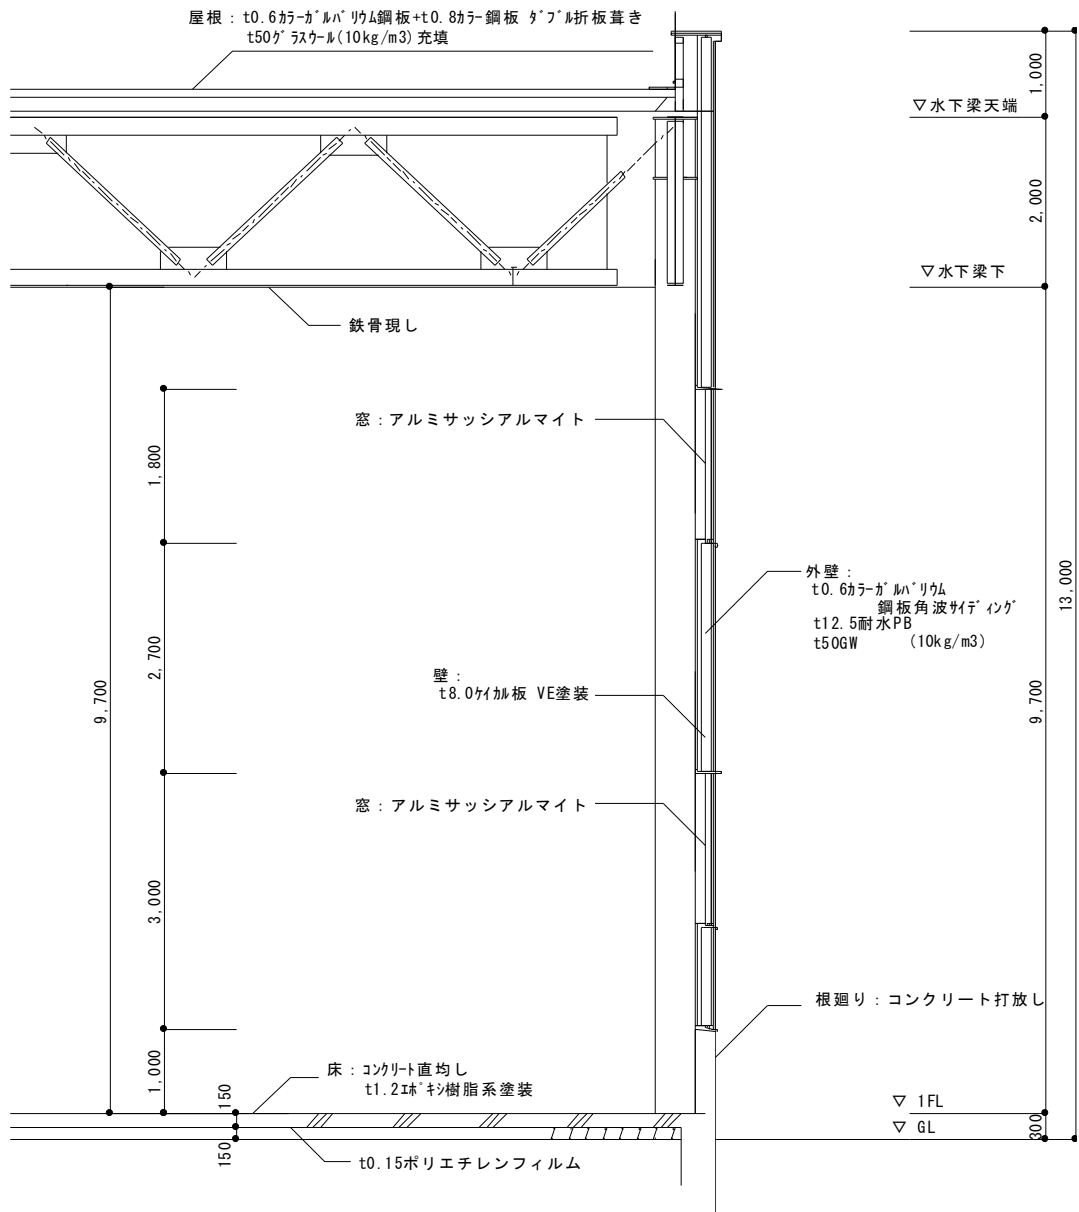 屋根：t0.6ｶﾗｰｶﾞﾙﾊﾞﾘｳﾑ鋼板+t0.8ｶﾗｰ鋼板 ﾀﾞﾌﾞﾙ折板葺き
t50ｸﾞﾗｽｳｰﾙ(10kg/m3)充填
1,000
▽水下梁天端
2,000
▽水下梁下
鉄骨現し
窓：アルミサッシアルマイト
1,800
外壁：
t0.6ｶﾗｰｶﾞﾙﾊﾞﾘｳﾑ
鋼板角波ｻｲﾃﾞｨﾝｸﾞ
t12.5耐水PB
t50GW (10kg/m3)
13,000
2,700
壁：
t8.0ｹｲｶﾙ板 VE塗装
9,700
9,700
窓：アルミサッシアルマイト
3,000
根廻り：コンクリート打放し
1,000
床：ｺﾝｸﾘｰﾄ直均し
t1.2ｴﾎﾟｷｼ樹脂系塗装
150
▽ 1FL
▽ GL
300
150
t0.15ポリエチレンフィルム